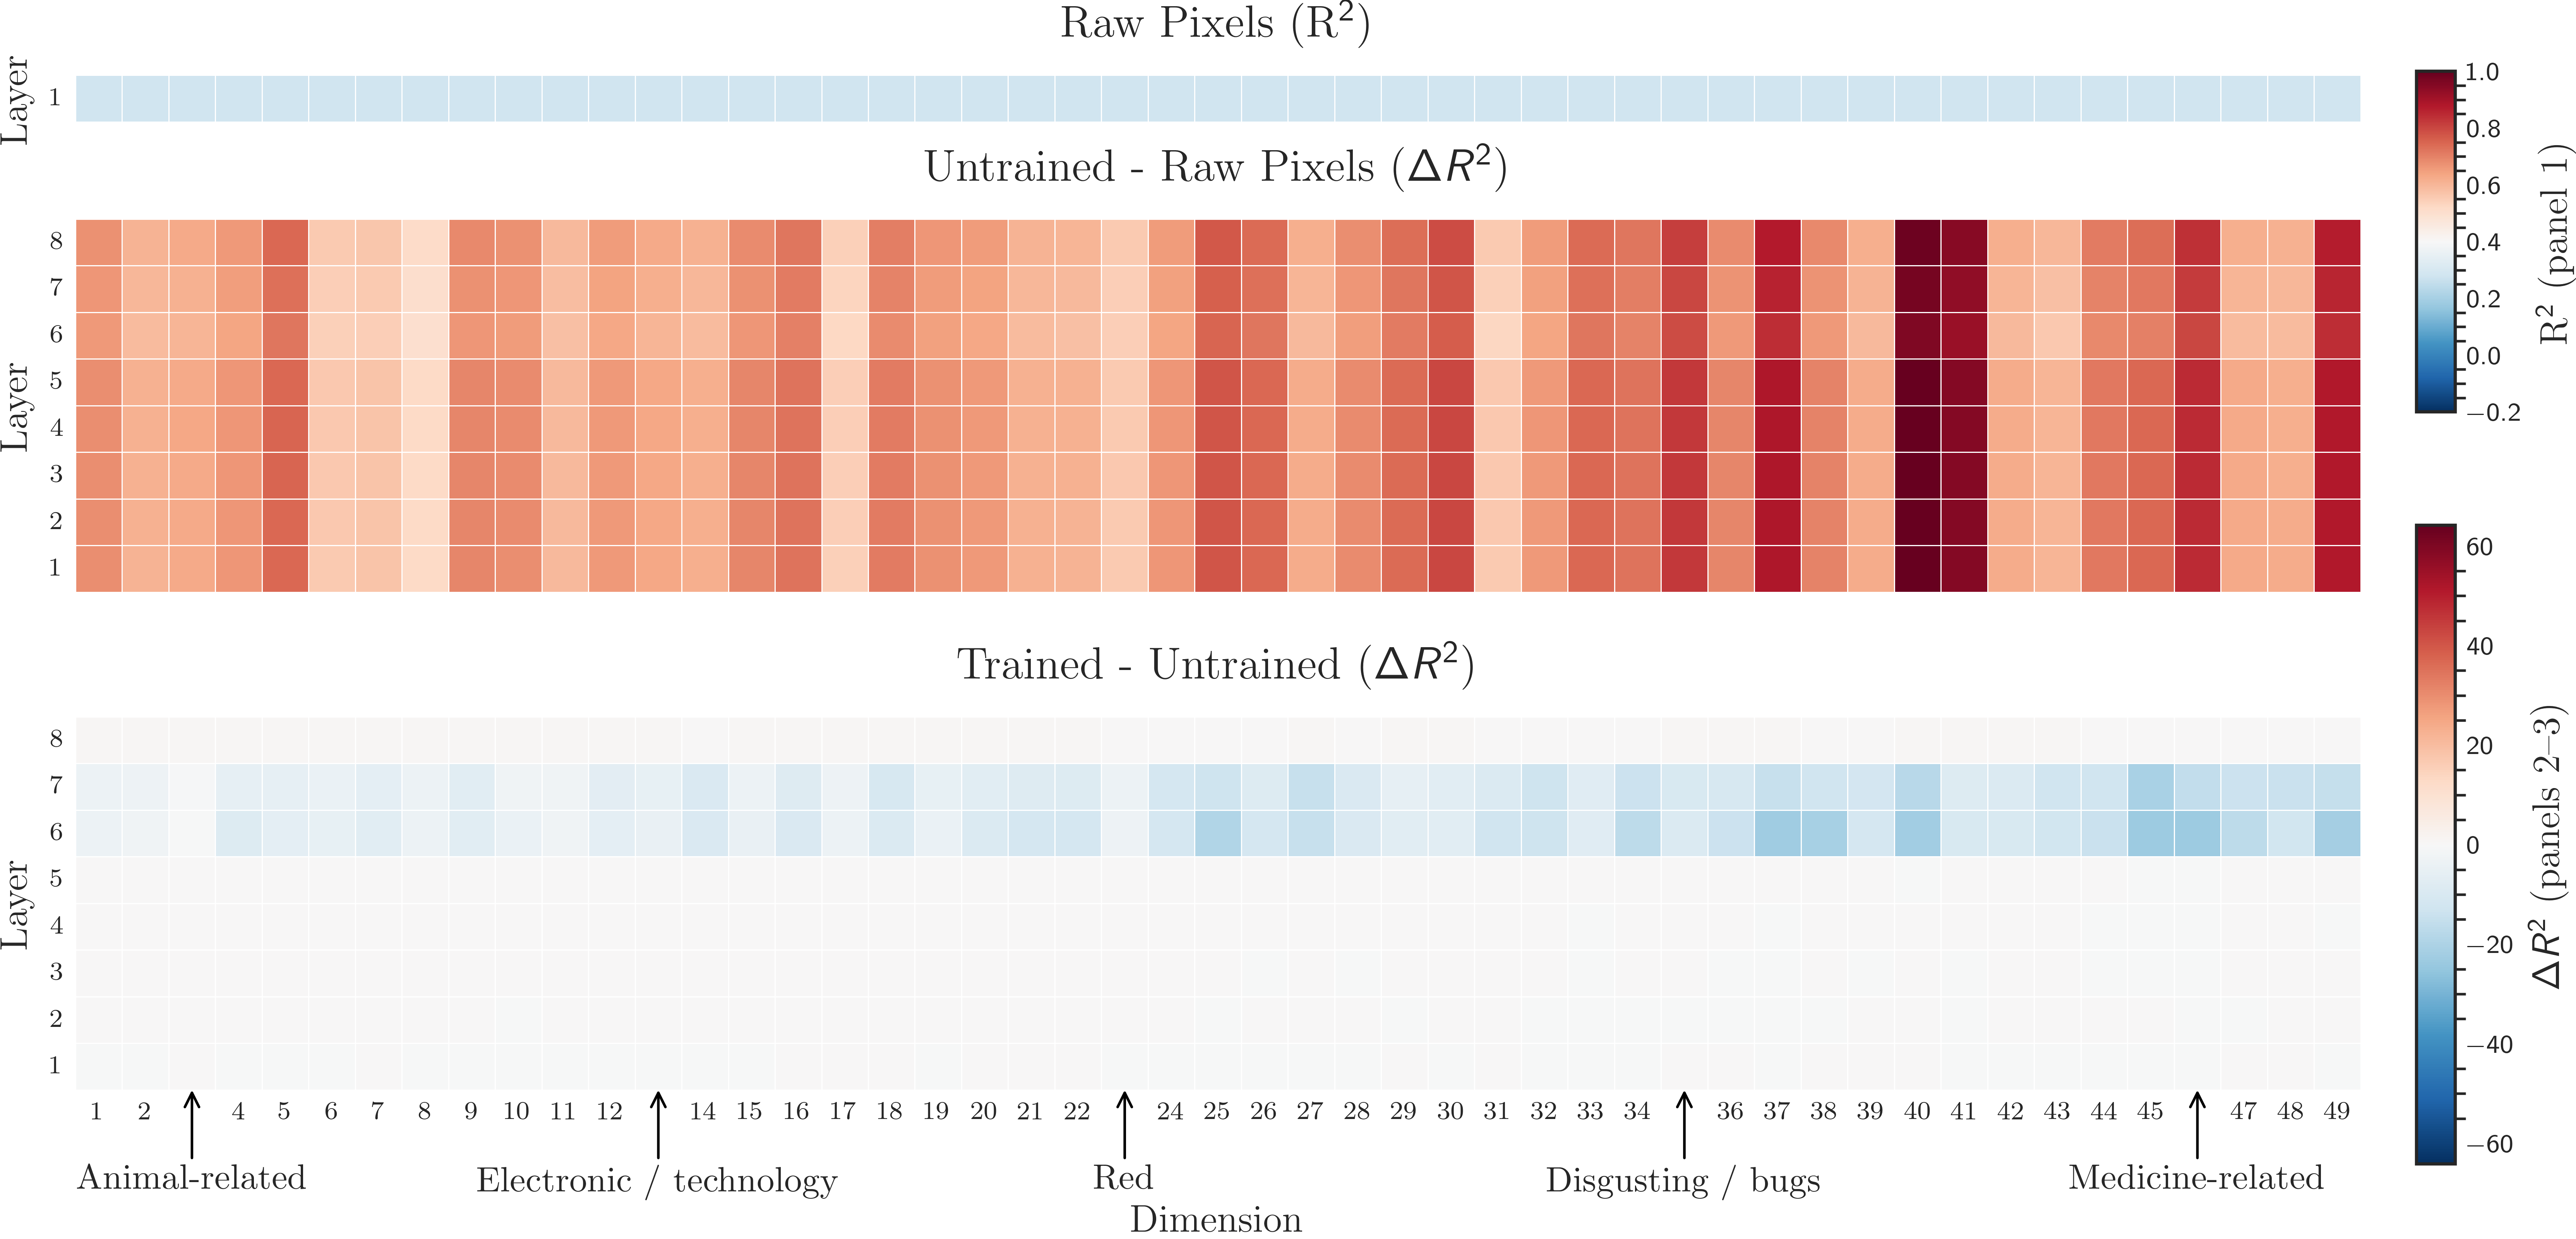 Raw Pixels (R²)
Layer
1
Untrained - Raw Pixels (ΔR²)
Layer
8
7
6
5
4
3
2
1
Trained - Untrained (ΔR²)
Layer
8
7
6
5
4
3
2
1
1 2 4 5 6 7 8 9 10 11 12 14 15 16 17 18 19 20 21 22 24 25 26 27 28 29 30 31 32 33 34 36 37 38 39 40 41 42 43 44 45 47 48 49
Animal-related Electronic / technology Red Disgusting / bugs Medicine-related
Dimension
1.0
0.8
0.6
0.4
0.2
0.0
−0.2
R² (panel 1)
60
40
20
0
−20
−40
−60
ΔR² (panels 2–3)